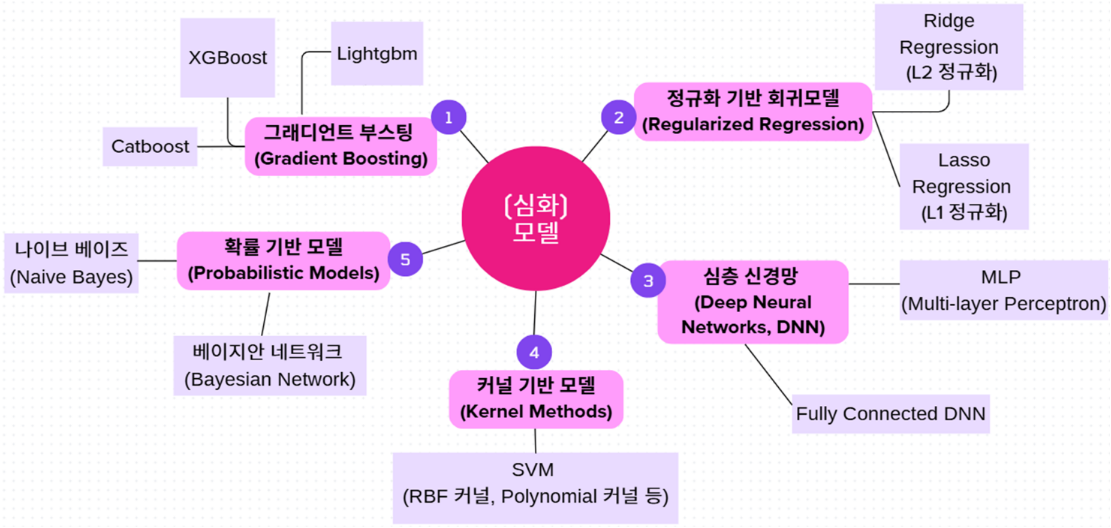 (심화)
모델
1
그래디언트 부스팅
(Gradient Boosting)
XGBoost
Lightgbm
Catboost
2
정규화 기반 회귀모델
(Regularized Regression)
Ridge
Regression
(L2 정규화)
Lasso
Regression
(L1 정규화)
3
심층 신경망
(Deep Neural
Networks, DNN)
MLP
(Multi-layer Perceptron)
Fully Connected DNN
4
커널 기반 모델
(Kernel Methods)
SVM
(RBF 커널, Polynomial 커널 등)
5
확률 기반 모델
(Probabilistic Models)
나이브 베이즈
(Naive Bayes)
베이지안 네트워크
(Bayesian Network)